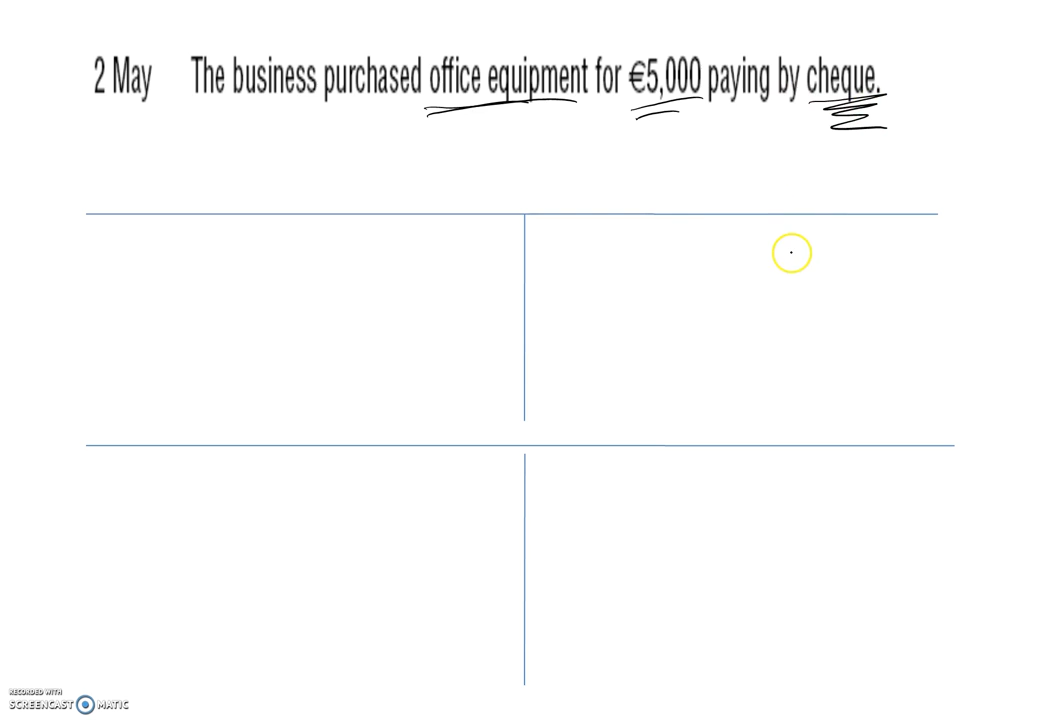 2 May The business purchased office equipment for €5,000 paying by cheque.
RECORDED WITH
SCREENCAST MATIC